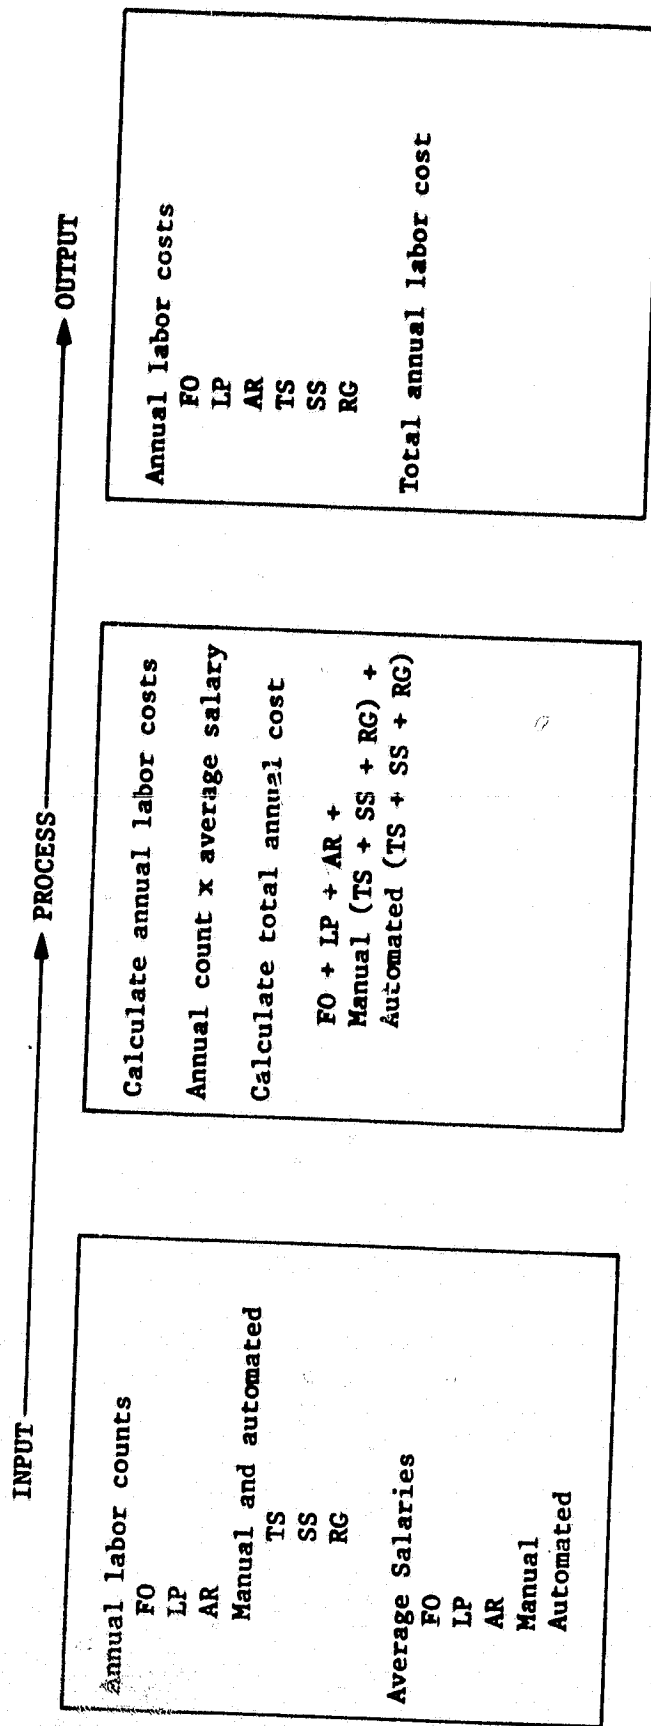 INPUT PROCESS OUTPUT
Annual labor counts
FO
LP
AR
Manual and automated
TS
SS
RG
Average Salaries
FO
LP
AR
Manual
Automated
Calculate annual labor costs
Annual count x average salary
Calculate total annual cost
FO + LP + AR +
Manual (TS + SS + RG) +
Automated (TS + SS + RG)
Annual labor costs
FO
LP
AR
TS
SS
RG
Total annual labor cost